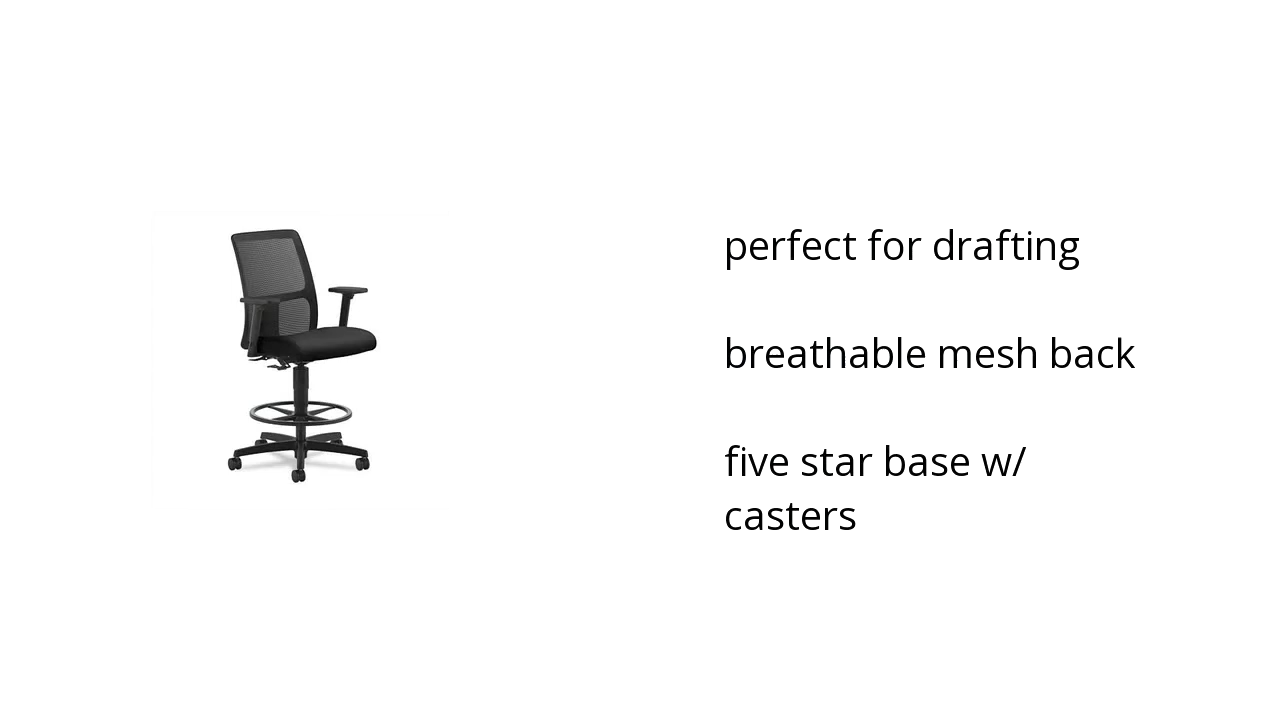 perfect for drafting
breathable mesh back
five star base w/
casters